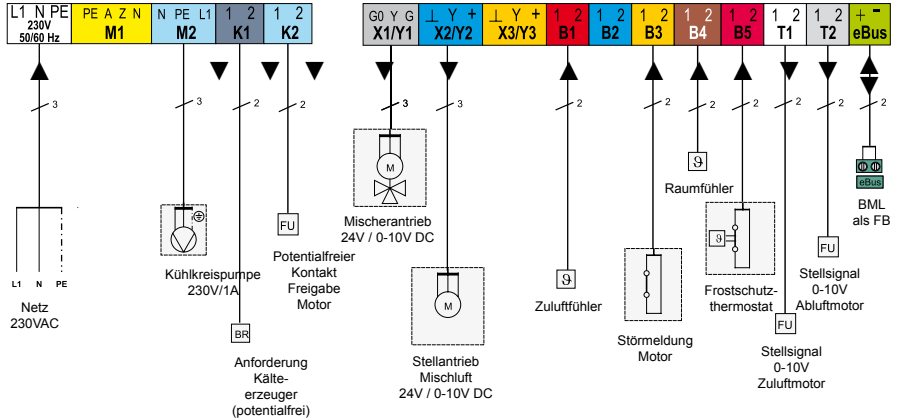 L1 N PE
230V
50/60 Hz
PE A Z N
M1
N PE L1
M2
1 2
K1
1 2
K2
G0 Y G
X1/Y1
⊥ Y +
X2/Y2
⊥ Y +
X3/Y3
1 2
B1
1 2
B2
1 2
B3
1 2
B4
1 2
B5
1 2
T1
1 2
T2
+ -
eBus
3
3
2
2
3
3
2
2
2
2
2
2
2
L1 N PE
Netz
230VAC
Kühlkreispumpe
230V/1A
BR
Anforderung
Kälte-
erzeuger
(potentialfrei)
FU
Potentialfreier
Kontakt
Freigabe
Motor
M
Mischerantrieb
24V / 0-10V DC
M
Stellantrieb
Mischluft
24V / 0-10V DC
ϑ
Zuluftfühler
Störmeldung
Motor
ϑ
Raumfühler
ϑ
Frostschutz-
thermostat
FU
Stellsignal
0-10V
Zuluftmotor
FU
Stellsignal
0-10V
Abluftmotor
eBus
BML
als FB